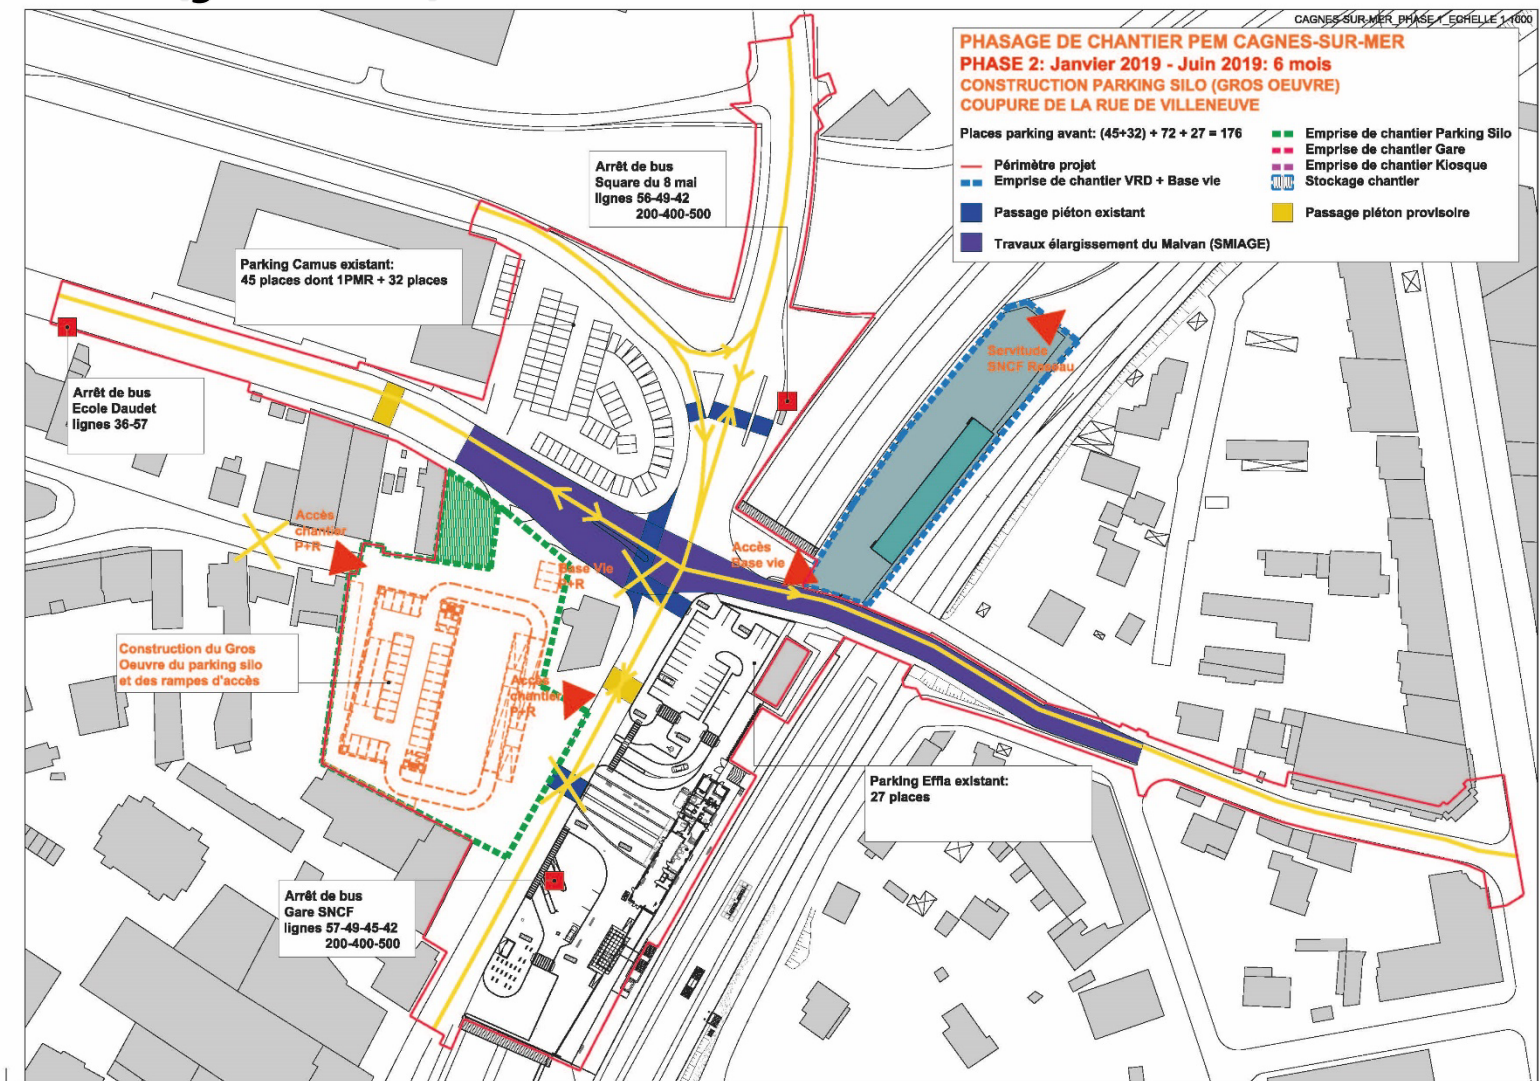 CAGNES-SUR-MER_PHASE 1_ECHELLE 1-1000
PHASAGE DE CHANTIER PEM CAGNES-SUR-MER
PHASE 2: Janvier 2019 - Juin 2019: 6 mois
CONSTRUCTION PARKING SILO (GROS OEUVRE)
COUPURE DE LA RUE DE VILLENEUVE
Places parking avant: (45+32) + 72 + 27 = 176
Périmètre projet
Emprise de chantier VRD + Base vie
Passage piéton existant
Travaux élargissement du Malvan (SMIAGE)
Emprise de chantier Parking Silo
Emprise de chantier Gare
Emprise de chantier Kiosque
Stockage chantier
Passage piéton provisoire
Arrêt de bus
Square du 8 mai
lignes 56-49-42
200-400-500
Parking Camus existant:
45 places dont 1PMR + 32 places
Servitude
SNCF Réseau
Arrêt de bus
Ecole Daudet
lignes 36-57
Accès
chantier
P+R
Accès
Base vie
Base Vie
P+R
Construction du Gros
Oeuvre du parking silo
et des rampes d'accès
Accès
chantier
P+R
Parking Effia existant:
27 places
Arrêt de bus
Gare SNCF
lignes 57-49-45-42
200-400-500